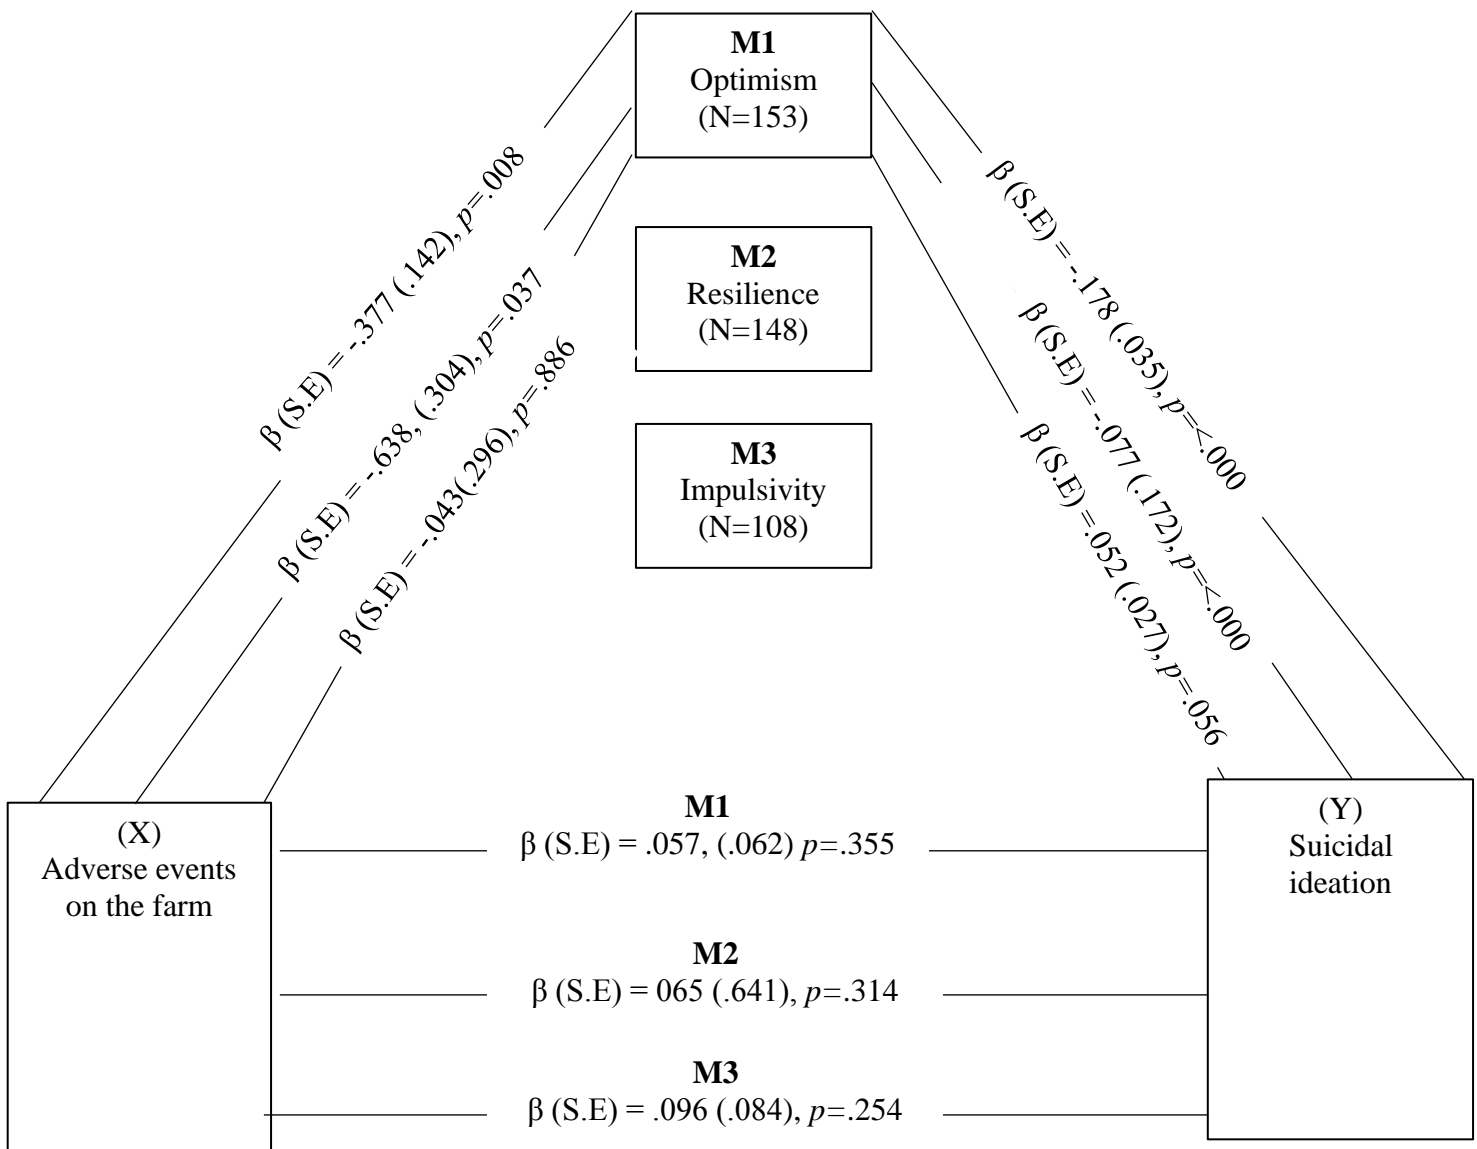 M1
Optimism
(N=153)
β (S.E) = -.377 (.142), p=.008
β (S.E) = -.638, (.304), p=.037
β (S.E) = -.043(.296), p=.886
β (S.E) = -.178 (.035), p=<.000
β (S.E) = -.077 (.172), p=<.000
β (S.E) =.052 (.027), p=.056
M2
Resilience
(N=148)
M3
Impulsivity
(N=108)
(X)
Adverse events
on the farm
M1
β (S.E) = .057, (.062) p=.355
M2
β (S.E) = 065 (.641), p=.314
M3
β (S.E) = .096 (.084), p=.254
(Y)
Suicidal
ideation